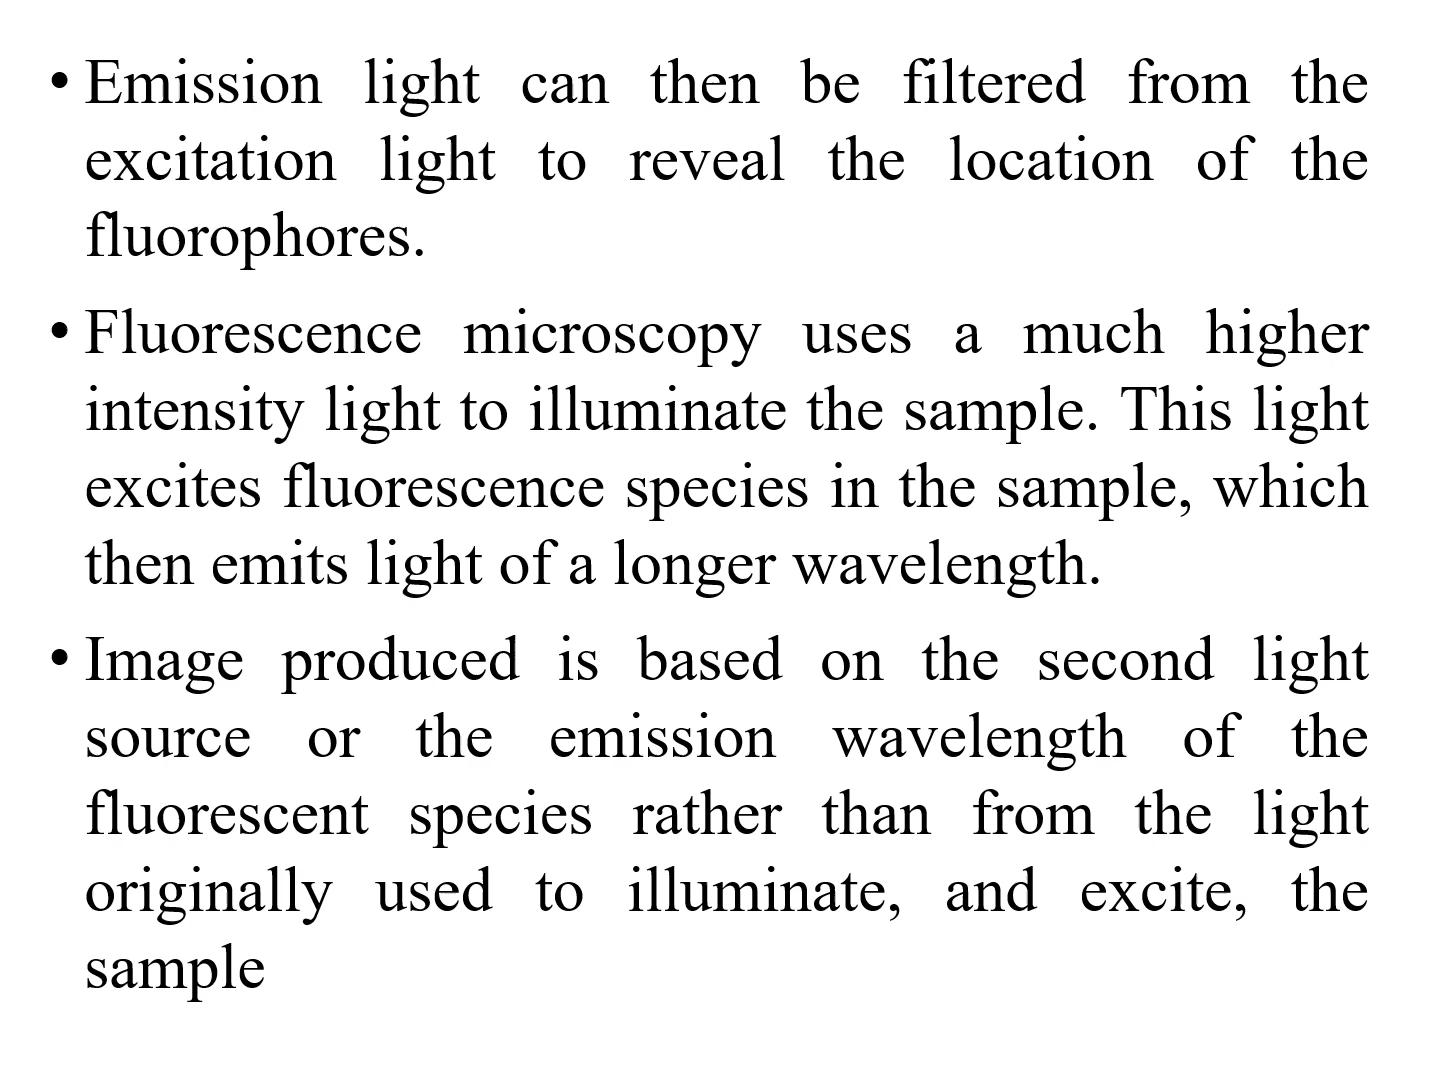 • Emission light can then be filtered from the
excitation light to reveal the location of the
fluorophores.
• Fluorescence microscopy uses a much higher
intensity light to illuminate the sample. This light
excites fluorescence species in the sample, which
then emits light of a longer wavelength.
• Image produced is based on the second light
source or the emission wavelength of the
fluorescent species rather than from the light
originally used to illuminate, and excite, the
sample